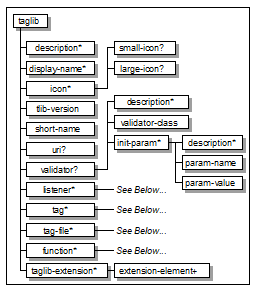 taglib
description*
small-icon?
display-name*
large-icon?
icon*
tlib-version
description*
short-name
validator-class
uri?
init-param*
description*
validator?
param-name
listener*
See Below...
param-value
tag*
See Below...
tag-file*
See Below...
function*
See Below...
taglib-extension*
extension-element+